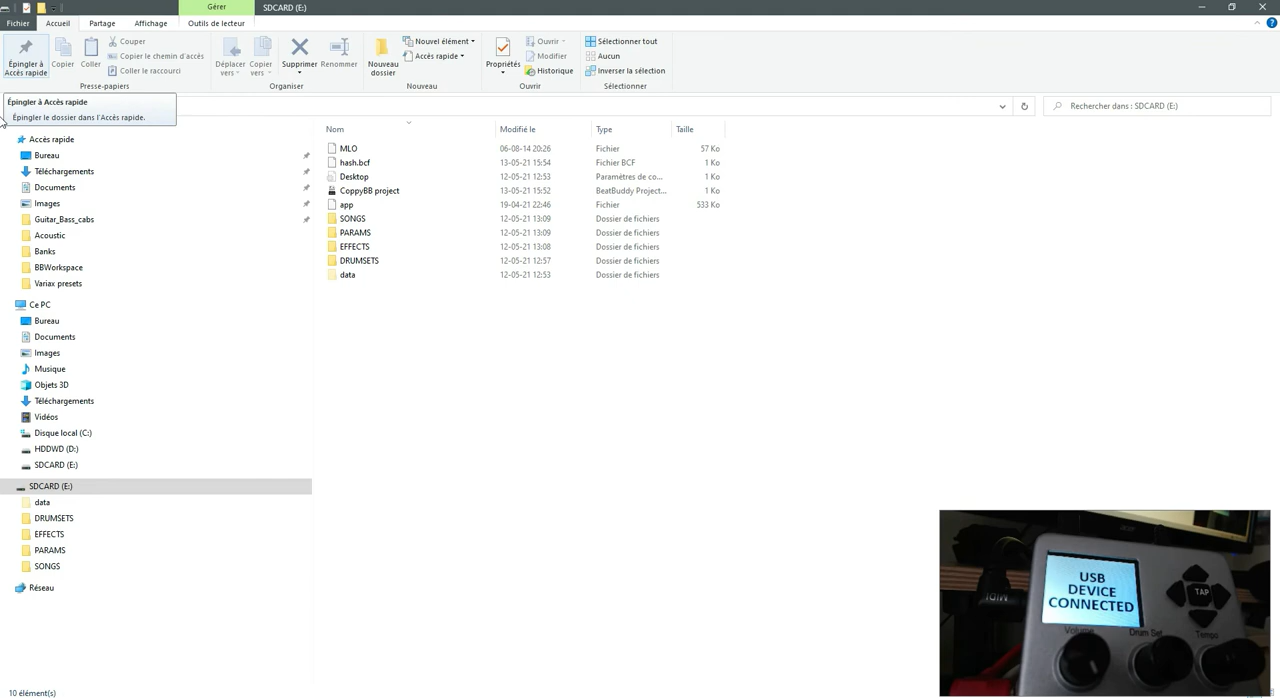 Gérer
SDCARD (E:)
Fichier
Accueil
Partage
Affichage
Outils de lecteur
Épingler à
Accès rapide
Copier
Coller
Couper
Copier le chemin d'accès
Coller le raccourci
Presse-papiers
Déplacer
vers
Copier
vers
Supprimer
Renommer
Organiser
Nouveau
dossier
Nouvel élément
Accès rapide
Nouveau
Propriétés
Ouvrir
Modifier
Historique
Ouvrir
Sélectionner tout
Aucun
Inverser la sélection
Sélectionner
Épingler à Accès rapide
Épingler le dossier dans l'Accès rapide.
Rechercher dans : SDCARD (E:)
Accès rapide
Bureau
Téléchargements
Documents
Images
Guitar_Bass_cabs
Acoustic
Banks
BBWorkspace
Variax presets
Ce PC
Bureau
Documents
Images
Musique
Objets 3D
Téléchargements
Vidéos
Disque local (C:)
HDDWD (D:)
SDCARD (E:)
SDCARD (E:)
data
DRUMSETS
EFFECTS
PARAMS
SONGS
Réseau
Nom Modifié le Type Taille
MLO 06-08-14 20:26 Fichier 57 Ko
hash.bcf 13-05-21 15:54 Fichier BCF 1 Ko
Desktop 12-05-21 12:53 Paramètres de co... 1 Ko
CoppyBB project 13-05-21 15:52 BeatBuddy Project... 1 Ko
app 19-04-21 22:46 Fichier 533 Ko
SONGS 12-05-21 13:09 Dossier de fichiers
PARAMS 12-05-21 13:09 Dossier de fichiers
EFFECTS 12-05-21 13:08 Dossier de fichiers
DRUMSETS 12-05-21 12:57 Dossier de fichiers
data 12-05-21 12:53 Dossier de fichiers
10 élément(s)
acer
MIDI
USB
DEVICE
CONNECTED
TAP
Volume
Drum Set
Tempo